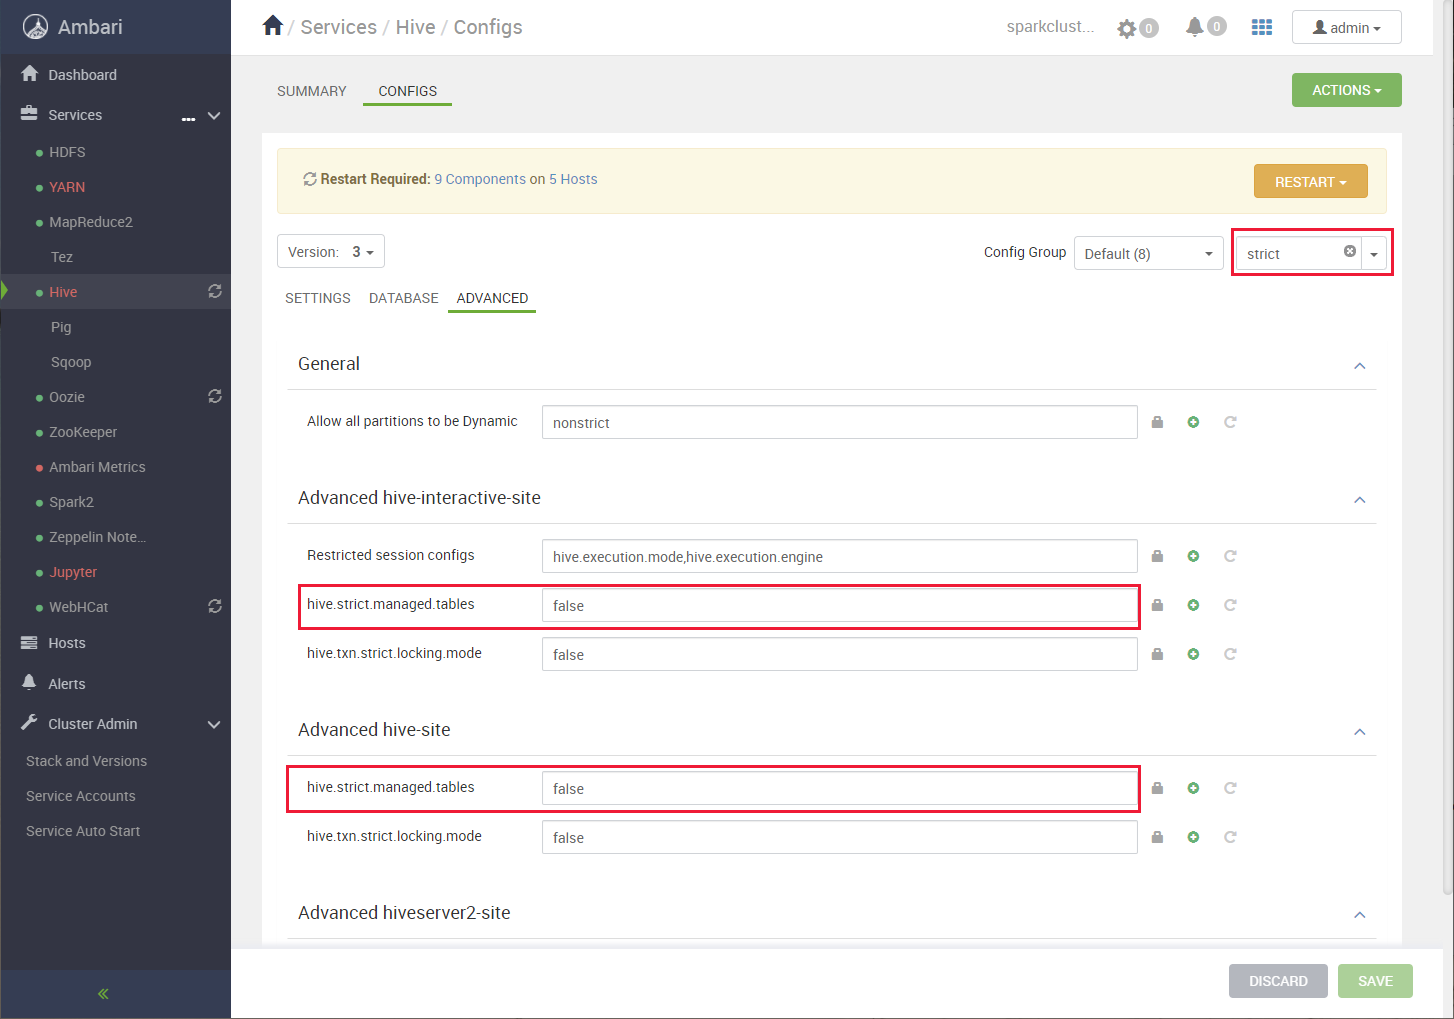 Ambari
Dashboard
Services
HDFS
YARN
MapReduce2
Tez
Hive
Pig
Sqoop
Oozie
ZooKeeper
Ambari Metrics
Spark2
Zeppelin Note...
Jupyter
WebHCat
Hosts
Alerts
Cluster Admin
Stack and Versions
Service Accounts
Service Auto Start
/ Services / Hive / Configs
sparkclust... 0 0 admin
SUMMARY CONFIGS ACTIONS
Restart Required: 9 Components on 5 Hosts RESTART
Version: 3 Config Group Default (8) strict
SETTINGS DATABASE ADVANCED
General
Allow all partitions to be Dynamic nonstrict
Advanced hive-interactive-site
Restricted session configs hive.execution.mode,hive.execution.engine
hive.strict.managed.tables false
hive.txn.strict.locking.mode false
Advanced hive-site
hive.strict.managed.tables false
hive.txn.strict.locking.mode false
Advanced hiveserver2-site
DISCARD SAVE